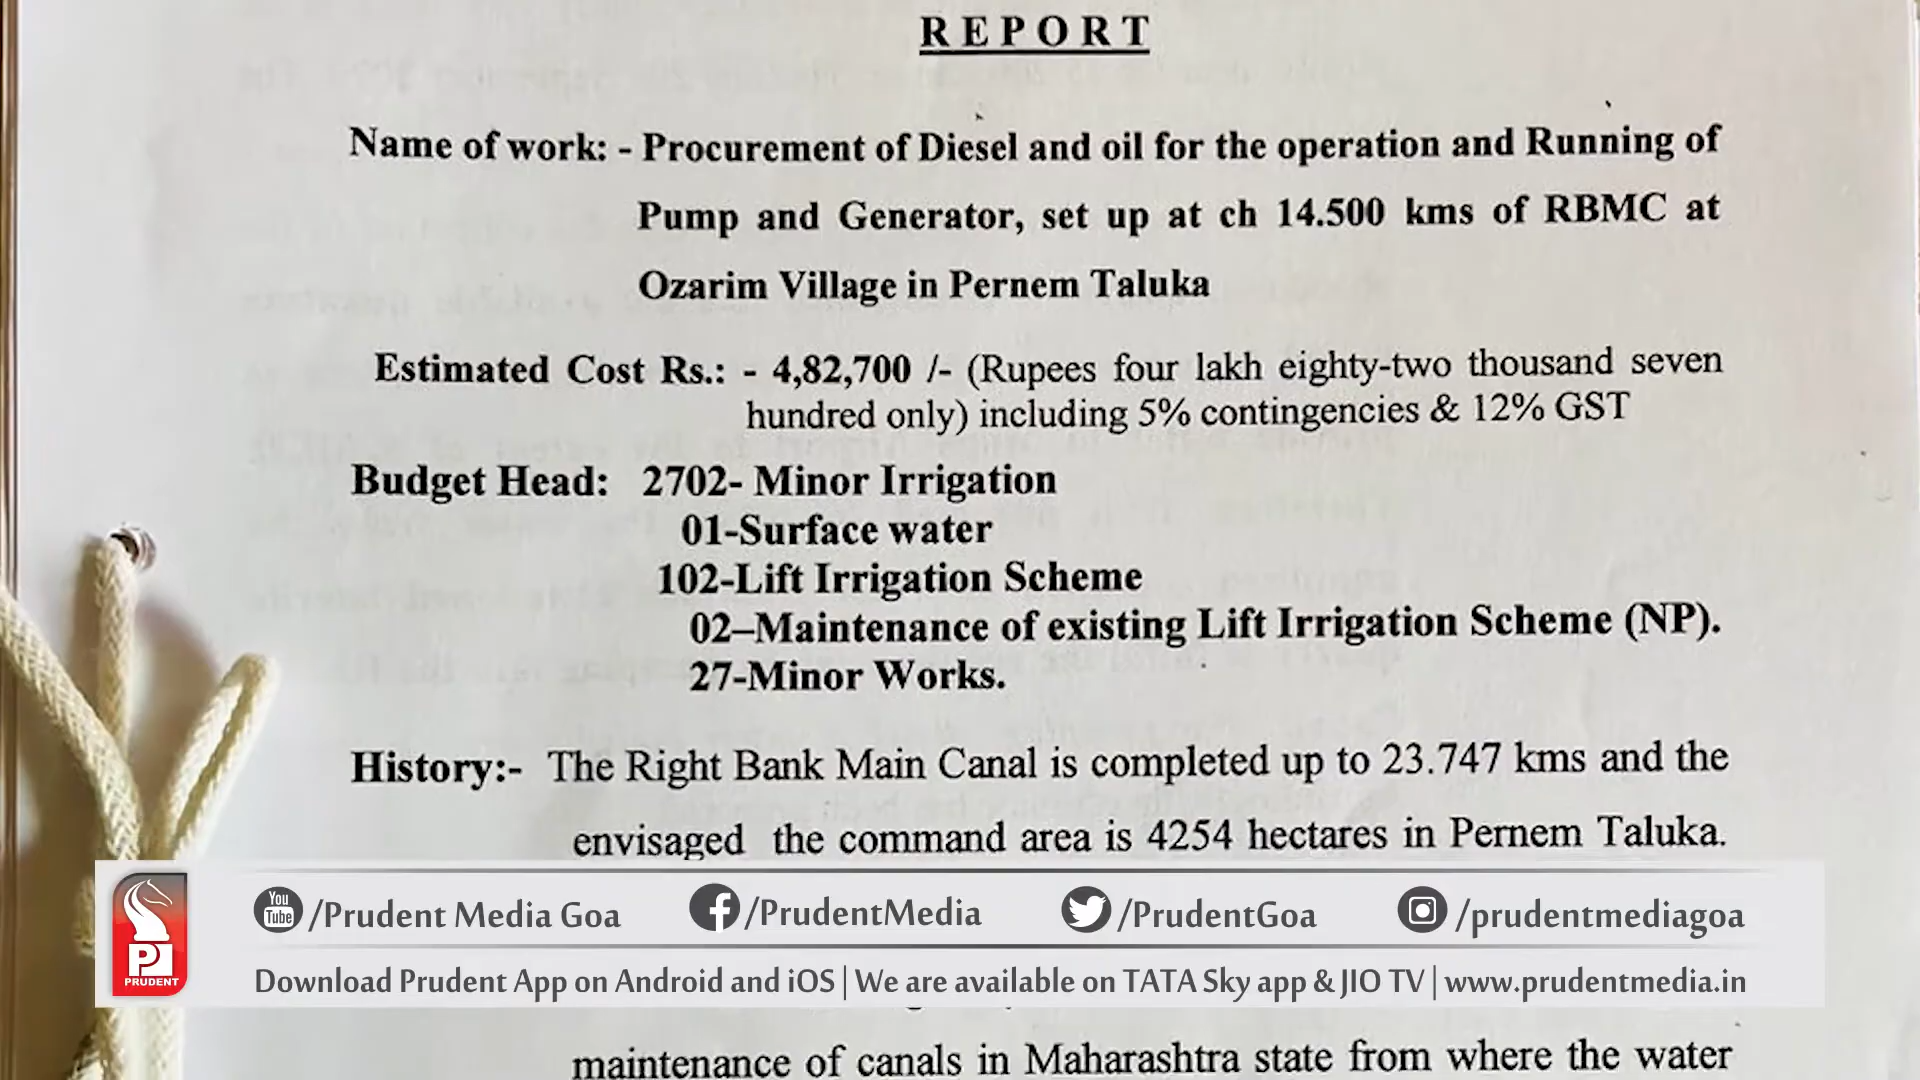 REPORT
Name of work: - Procurement of Diesel and oil for the operation and Running of
Pump and Generator, set up at ch 14.500 kms of RBMC at
Ozarim Village in Pernem Taluka
Estimated Cost Rs.: - 4,82,700 /- (Rupees four lakh eighty-two thousand seven
hundred only) including 5% contingencies & 12% GST
Budget Head: 2702- Minor Irrigation
01-Surface water
102-Lift Irrigation Scheme
02–Maintenance of existing Lift Irrigation Scheme (NP).
27-Minor Works.
History:- The Right Bank Main Canal is completed up to 23.747 kms and the
envisaged the command area is 4254 hectares in Pernem Taluka.
You Tube /Prudent Media Goa /PrudentMedia /PrudentGoa /prudentmediagoa
PRUDENT
Download Prudent App on Android and iOS | We are available on TATA Sky app & JIO TV | www.prudentmedia.in
maintenance of canals in Maharashtra state from where the water